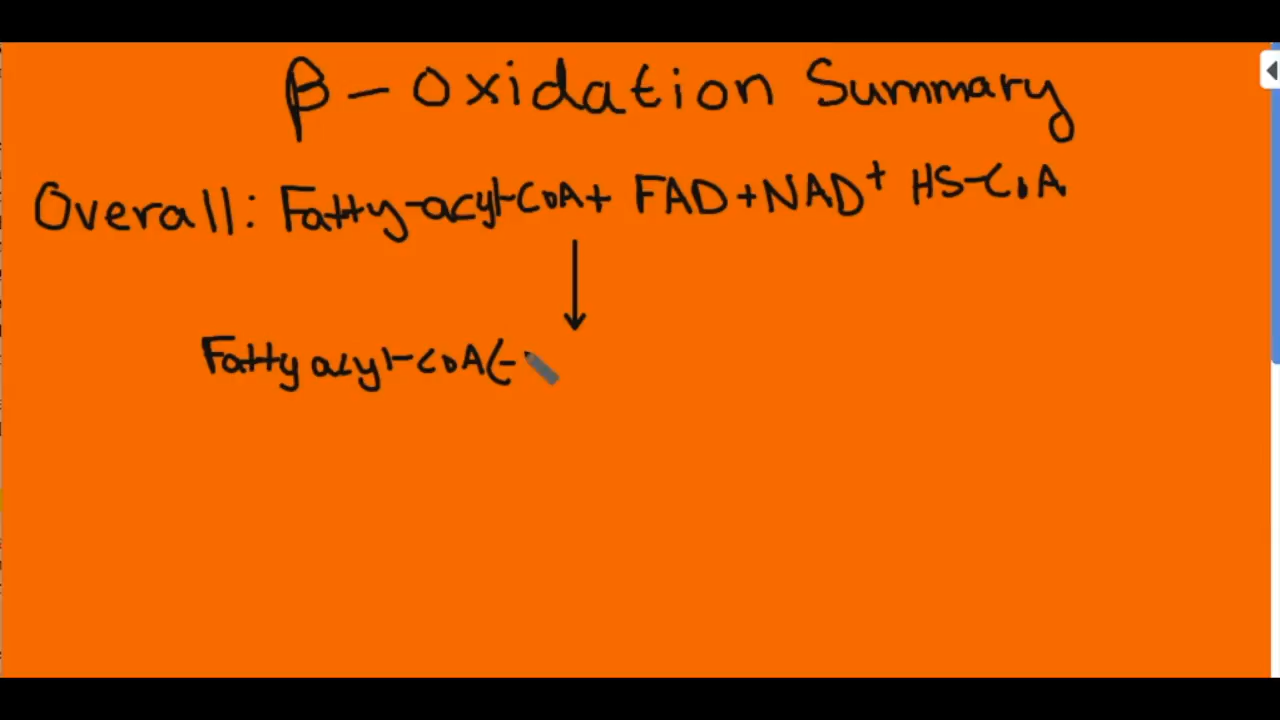 β - Oxidation Summary
Overall: Fatty-acyl-CoA + FAD + NAD+ HS-CoA
Fatty acyl-CoA(-